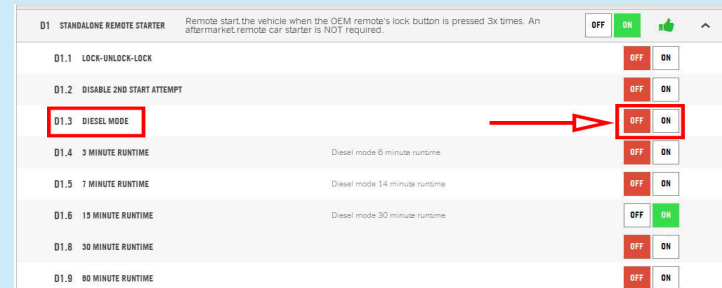 D1 STANDALONE REMOTE STARTER Remote start the vehicle when the OEM remote's lock button is pressed 3x times. An OFF ON
aftermarket remote car starter is NOT required.
D1.1 LOCK-UNLOCK-LOCK OFF ON
D1.2 DISABLE 2ND START ATTEMPT OFF ON
D1.3 DIESEL MODE OFF ON
D1.4 3 MINUTE RUNTIME Diesel mode 6 minute runtime OFF ON
D1.5 7 MINUTE RUNTIME Diesel mode 14 minute runtime OFF ON
D1.6 15 MINUTE RUNTIME Diesel mode 30 minute runtime OFF ON
D1.8 30 MINUTE RUNTIME OFF ON
D1.9 60 MINUTE RUNTIME OFF ON